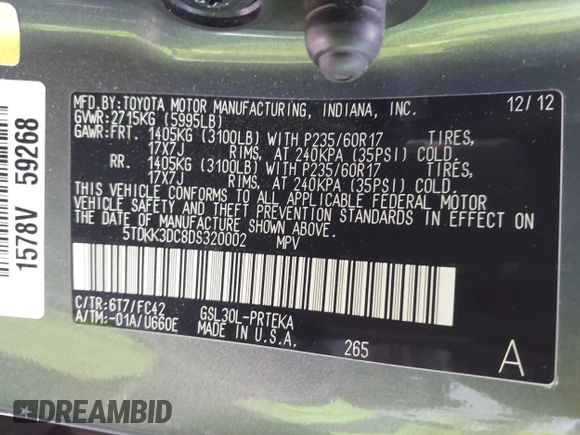 MFD.BY:TOYOTA MOTOR MANUFACTURING, INDIANA, INC. 12/12
GVWR:2715KG (5995LB)
GAWR:FRT. 1405KG (3100LB) WITH P235/60R17 TIRES,
17X7J RIMS, AT 240KPA (35PSI) COLD.
RR. 1405KG (3100LB) WITH P235/60R17 TIRES,
17X7J RIMS, AT 240KPA (35PSI) COLD.
THIS VEHICLE CONFORMS TO ALL APPLICABLE FEDERAL MOTOR
VEHICLE SAFETY AND THEFT PREVENTION STANDARDS IN EFFECT ON
THE DATE OF MANUFACTURE SHOWN ABOVE.
5TDKK3DC8DS320002 MPV
C/TR:6T7/FC42 GSL30L-PRTEKA
A/TM:-01A/U660E MADE IN U.S.A. 265 A
1578V 59268
DREAMBID